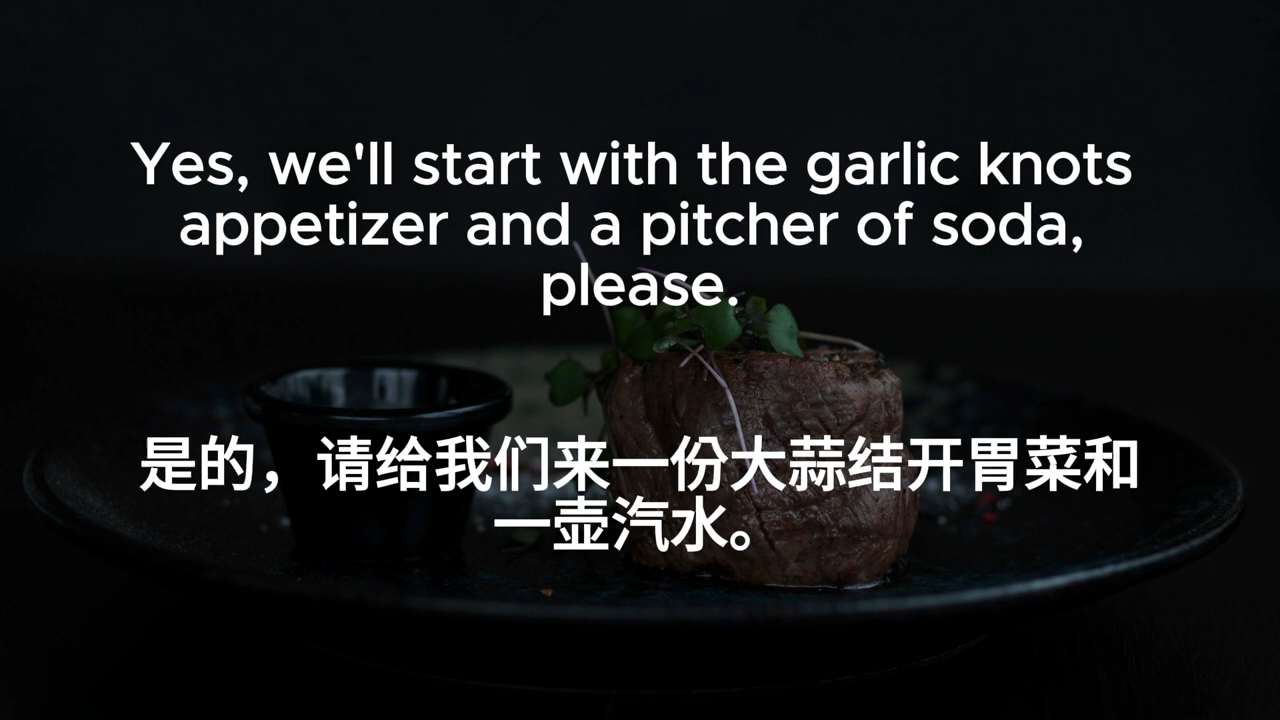 Yes, we'll start with the garlic knots
appetizer and a pitcher of soda,
please.
是的，请给我们来一份大蒜结开胃菜和
一壶汽水。